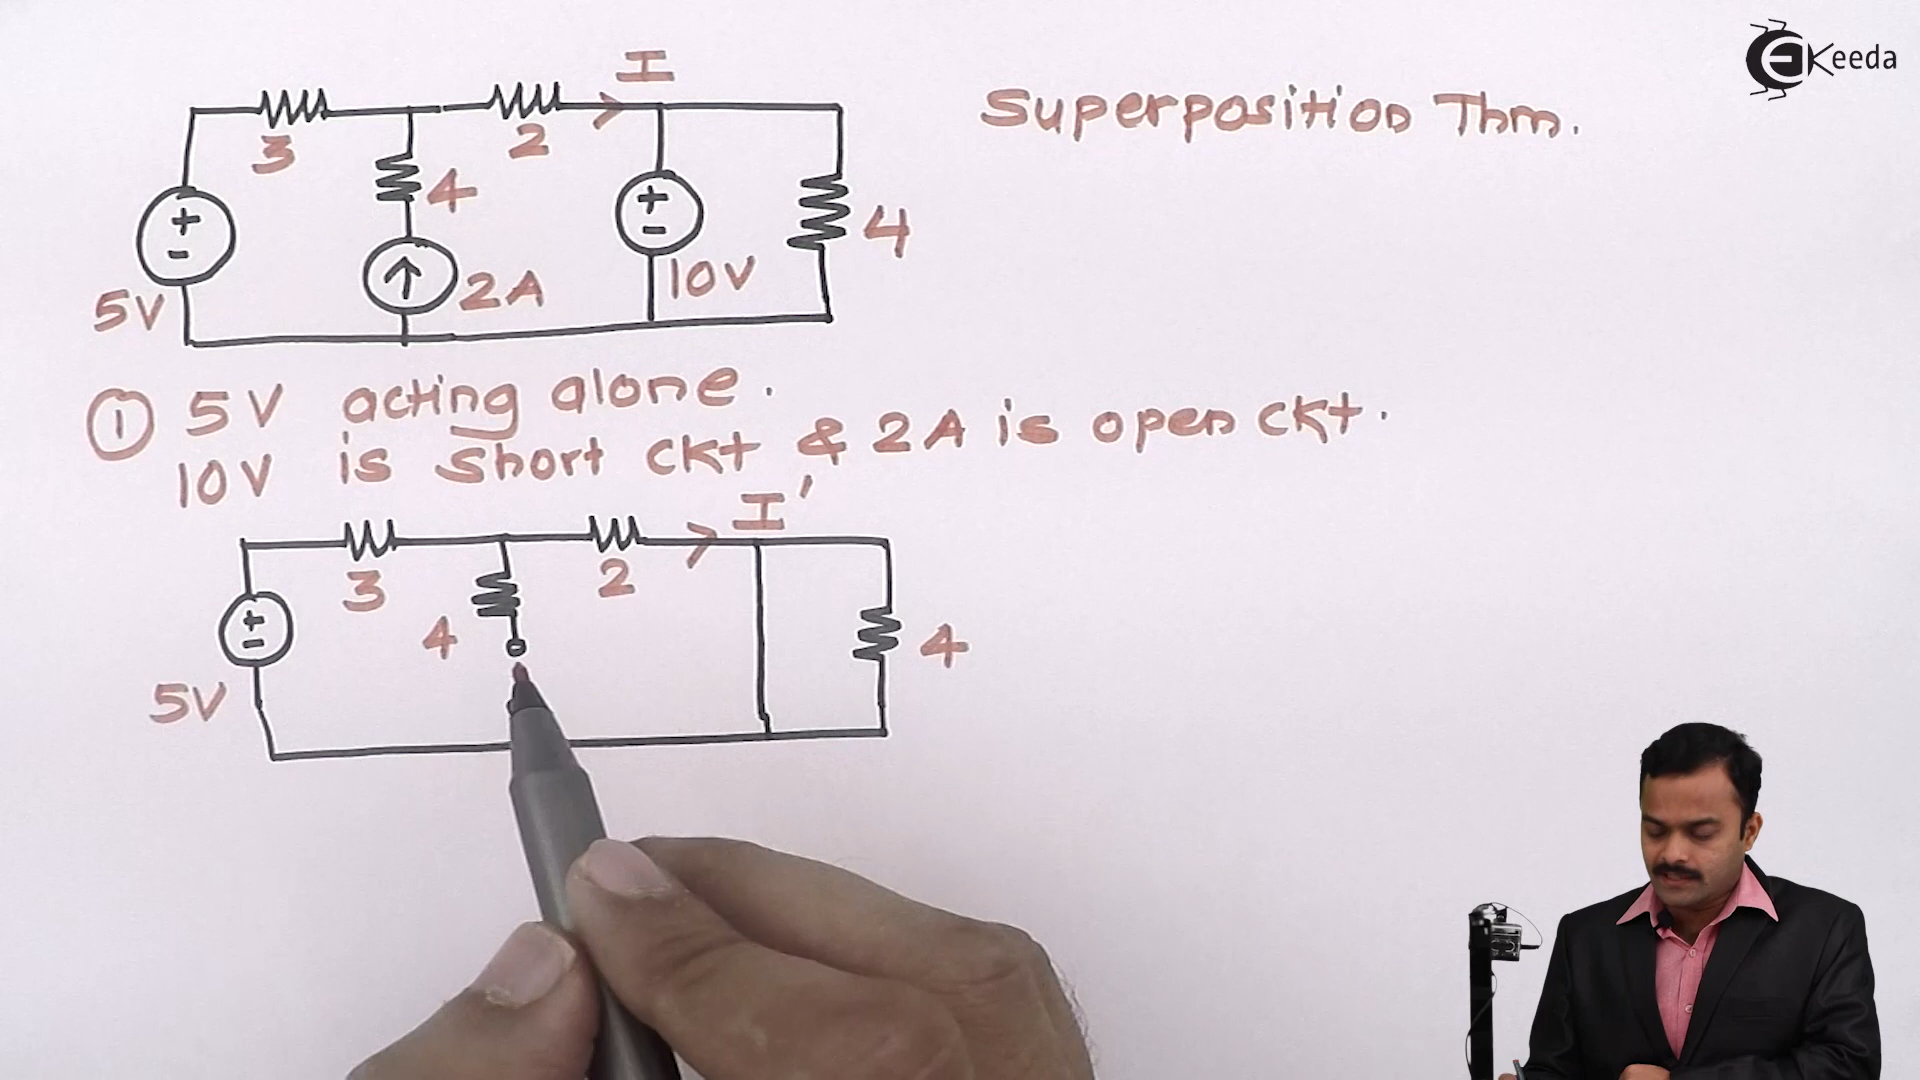 EKeeda
I
Superposition Thm.
3
2
4
+
-
5V
2A
+
-
10V
4
① 5V acting alone.
10V is short ckt & 2A is open ckt.
I'
3
2
4
+
-
5V
4